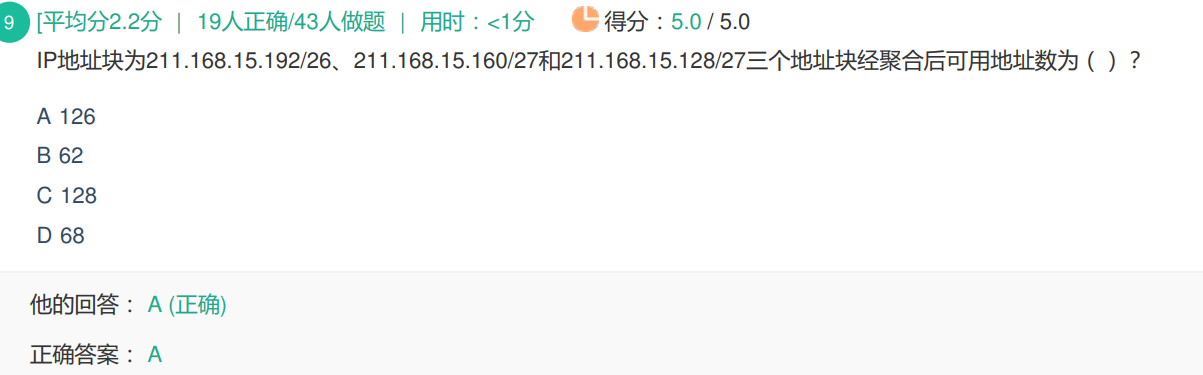 9 [平均分2.2分 | 19人正确/43人做题 | 用时：<1分 得分：5.0 / 5.0
IP地址块为211.168.15.192/26、211.168.15.160/27和211.168.15.128/27三个地址块经聚合后可用地址数为（ ）？
A 126
B 62
C 128
D 68
他的回答： A (正确)
正确答案： A